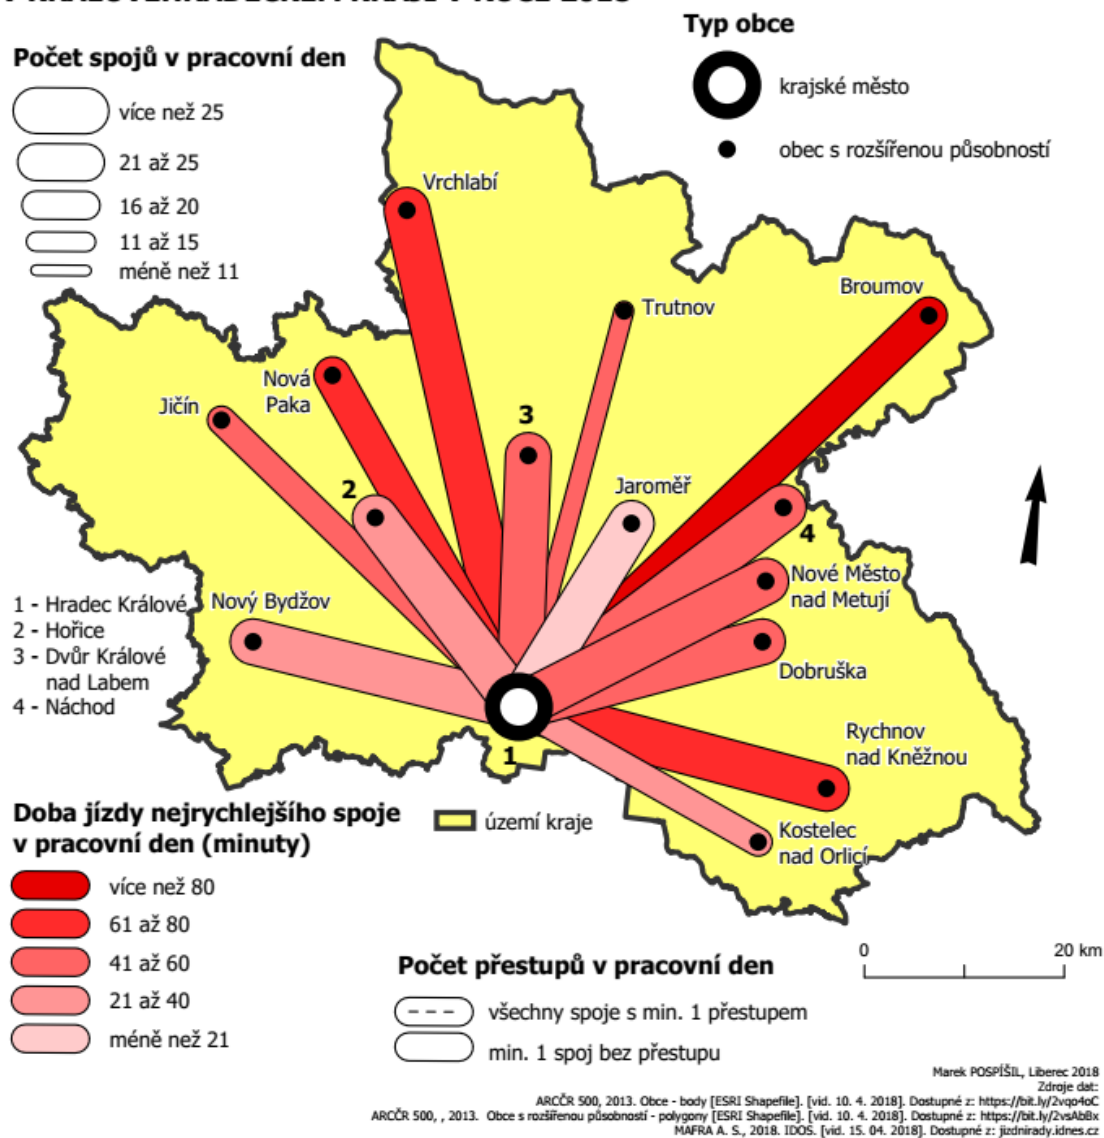 Typ obce
krajské město
obec s rozšířenou působností
Počet spojů v pracovní den
více než 25
21 až 25
16 až 20
11 až 15
méně než 11
Vrchlabí
Trutnov
Broumov
Nová
Paka
Jičín
3
2
Jaroměř
4
Nové Město
nad Metují
Nový Bydžov
Dobruška
1 - Hradec Králové
2 - Hořice
3 - Dvůr Králové
nad Labem
4 - Náchod
1
Rychnov
nad Kněžnou
Kostelec
nad Orlicí
Doba jízdy nejrychlejšího spoje
v pracovní den (minuty)
více než 80
61 až 80
41 až 60
21 až 40
méně než 21
území kraje
0 20 km
Počet přestupů v pracovní den
všechny spoje s min. 1 přestupem
min. 1 spoj bez přestupu
Marek POSPÍŠIL, Liberec 2018
Zdroje dat:
ARCČR 500, 2013. Obce - body [ESRI Shapefile]. [vid. 10. 4. 2018]. Dostupné z: https://bit.ly/2vqo4oC
ARCČR 500, , 2013. Obce s rozšířenou působností - polygony [ESRI Shapefile]. [vid. 10. 4. 2018]. Dostupné z: https://bit.ly/2vsAbBx
MAFRA A. S., 2018. IDOS. [vid. 15. 04. 2018]. Dostupné z: jizdnirady.idnes.cz